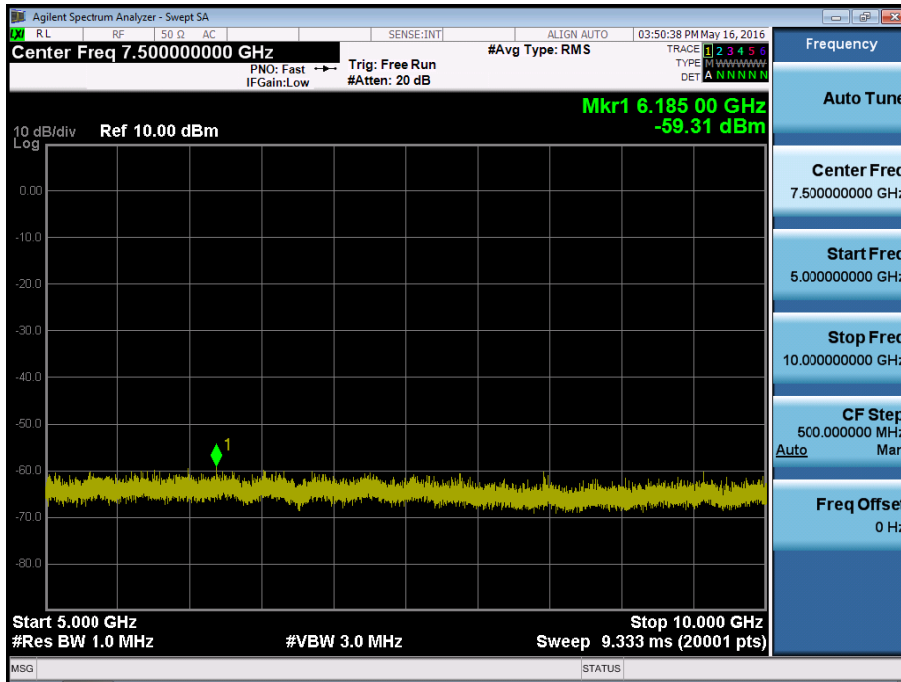 Agilent Spectrum Analyzer - Swept SA
LXI RL RF 50 Ω AC SENSE:INT ALIGN AUTO 03:50:38 PM May 16, 2016
Center Freq 7.500000000 GHz
PNO: Fast
IFGain:Low
Trig: Free Run
#Atten: 20 dB
#Avg Type: RMS
TRACE 1 2 3 4 5 6
TYPE M WWWWW
DET A N N N N N
Mkr1 6.185 00 GHz
-59.31 dBm
10 dB/div Ref 10.00 dBm
Log
0.00
-10.0
-20.0
-30.0
-40.0
-50.0
-60.0
-70.0
-80.0
1
Start 5.000 GHz Stop 10.000 GHz
#Res BW 1.0 MHz #VBW 3.0 MHz Sweep 9.333 ms (20001 pts)
MSG STATUS
Frequency
Auto Tune
Center Freq
7.500000000 GHz
Start Freq
5.000000000 GHz
Stop Freq
10.000000000 GHz
CF Step
500.000000 MHz
Auto Man
Freq Offset
0 Hz